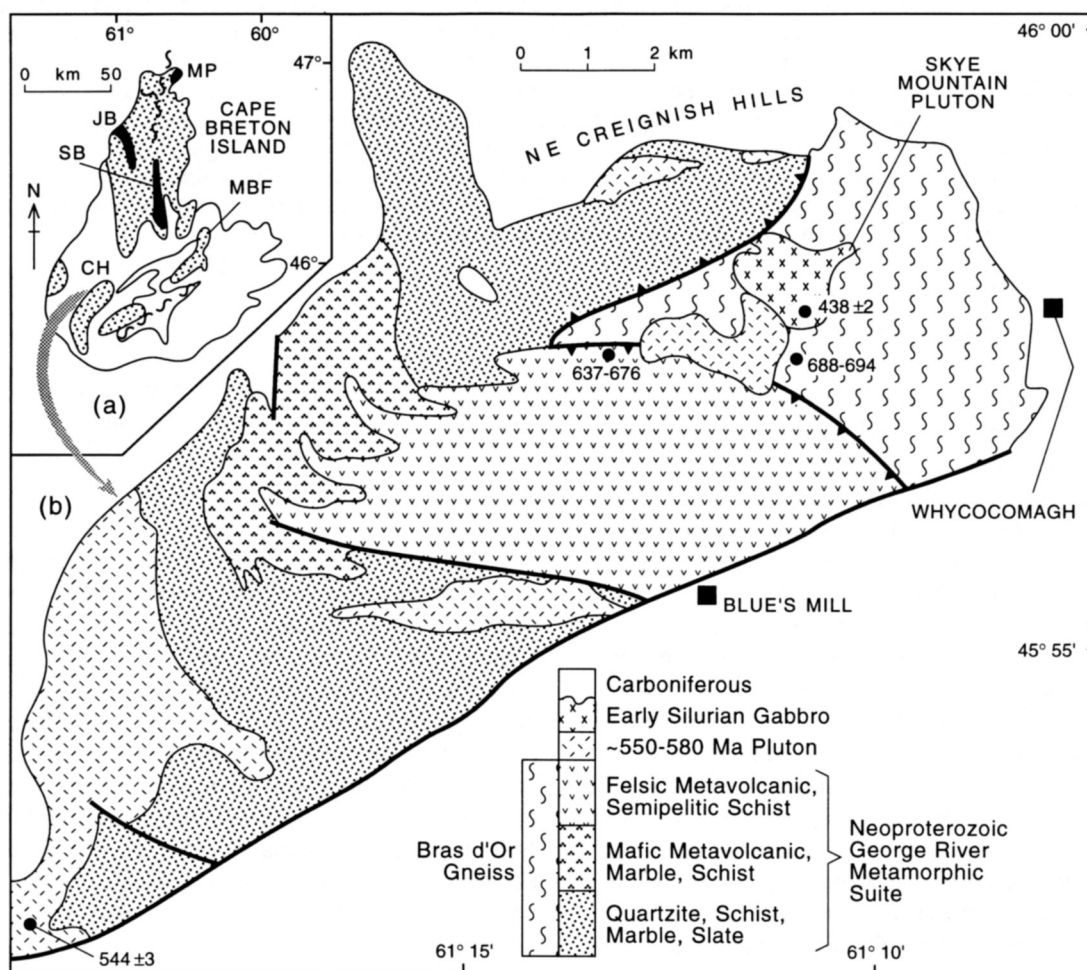 61°
60°
47°
0 km 50
MP
JB
CAPE
BRETON
ISLAND
SB
MBF
N
46°
CH
(a)
0 1 2 km
46° 00'
SKYE
MOUNTAIN
PLUTON
NE CREIGNISH HILLS
438 ±2
637-676
688-694
(b)
WHYCOCOMAGH
BLUE'S MILL
45° 55'
Carboniferous
Early Silurian Gabbro
~550-580 Ma Pluton
Felsic Metavolcanic,
Semipelitic Schist
Bras d'Or
Gneiss
Mafic Metavolcanic,
Marble, Schist
Quartzite, Schist,
Marble, Slate
Neoproterozoic
George River
Metamorphic
Suite
544 ±3
61° 15'
61° 10'